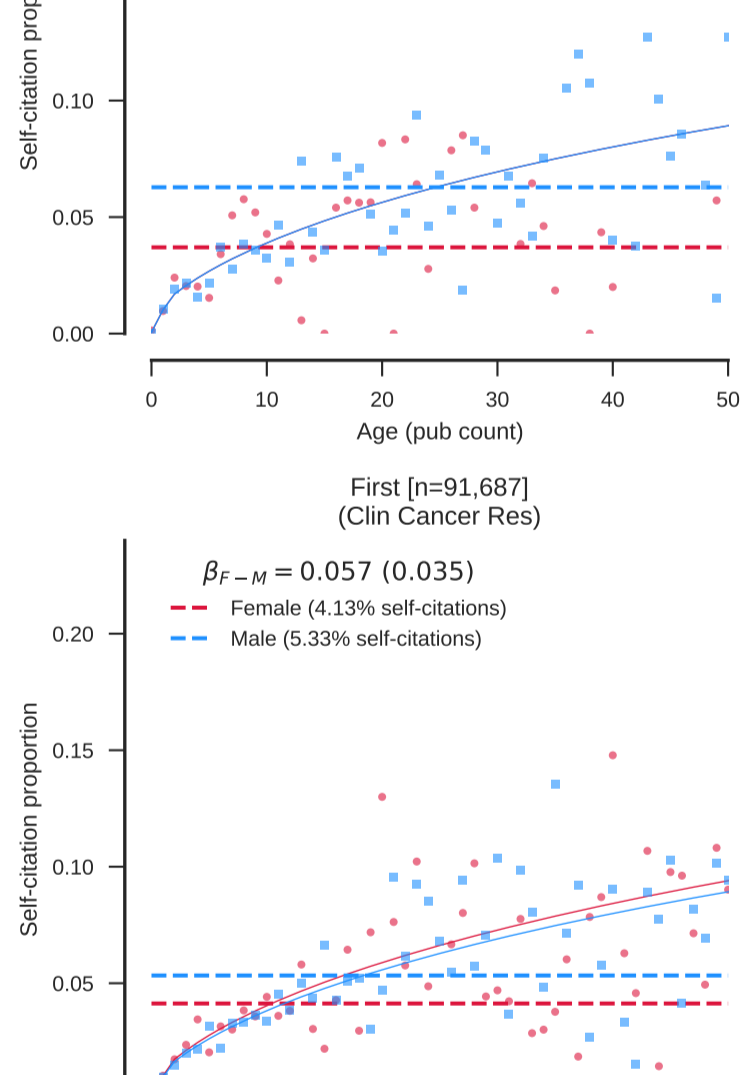 Self-citation prop
0.10
0.05
0.00
0 10 20 30 40 50
Age (pub count)
First [n=91,687]
(Clin Cancer Res)
β_{F−M} = 0.057 (0.035)
Female (4.13% self-citations)
Male (5.33% self-citations)
0.20
0.15
Self-citation proportion
0.10
0.05